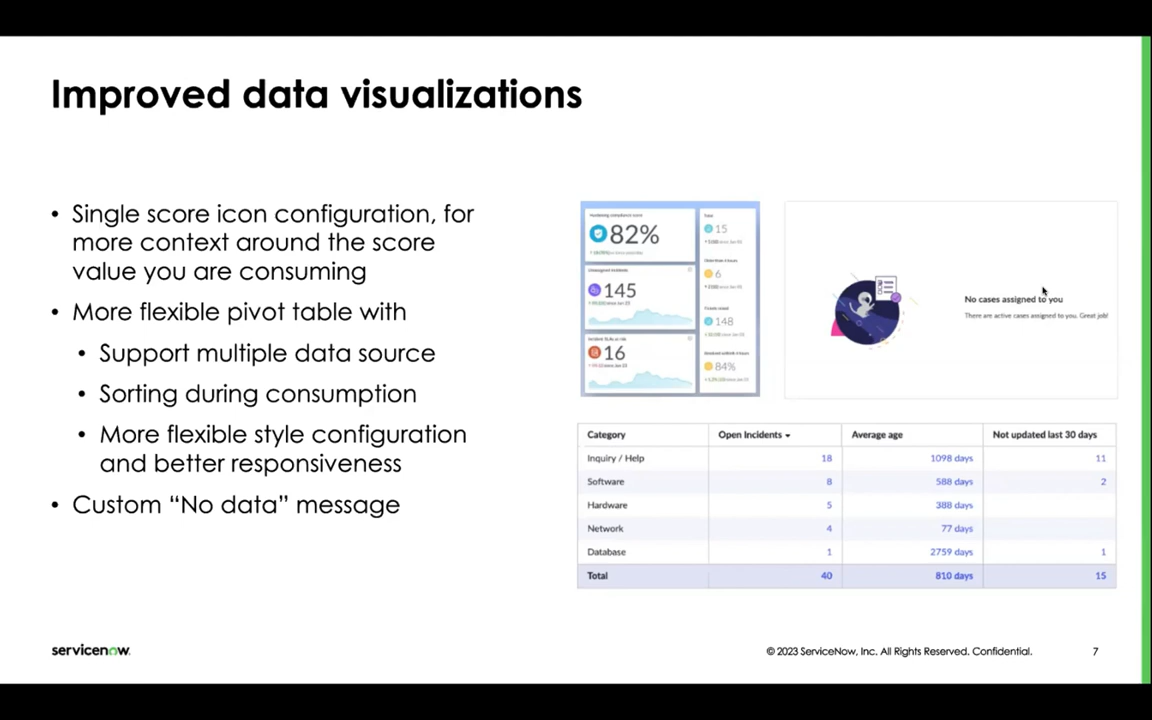 Improved data visualizations
• Single score icon configuration, for
more context around the score
value you are consuming
• More flexible pivot table with
• Support multiple data source
• Sorting during consumption
• More flexible style configuration
and better responsiveness
• Custom “No data” message
82%
Unassigned incidents
145
16
Total
15
6
148
84%
No cases assigned to you
There are active cases assigned to you. Great job!
Category Open Incidents Average age Not updated last 30 days
Inquiry / Help 18 1098 days 11
Software 8 588 days 2
Hardware 5 388 days
Network 4 77 days
Database 1 2759 days 1
Total 40 810 days 15
servicenow
© 2023 ServiceNow, Inc. All Rights Reserved. Confidential.
7